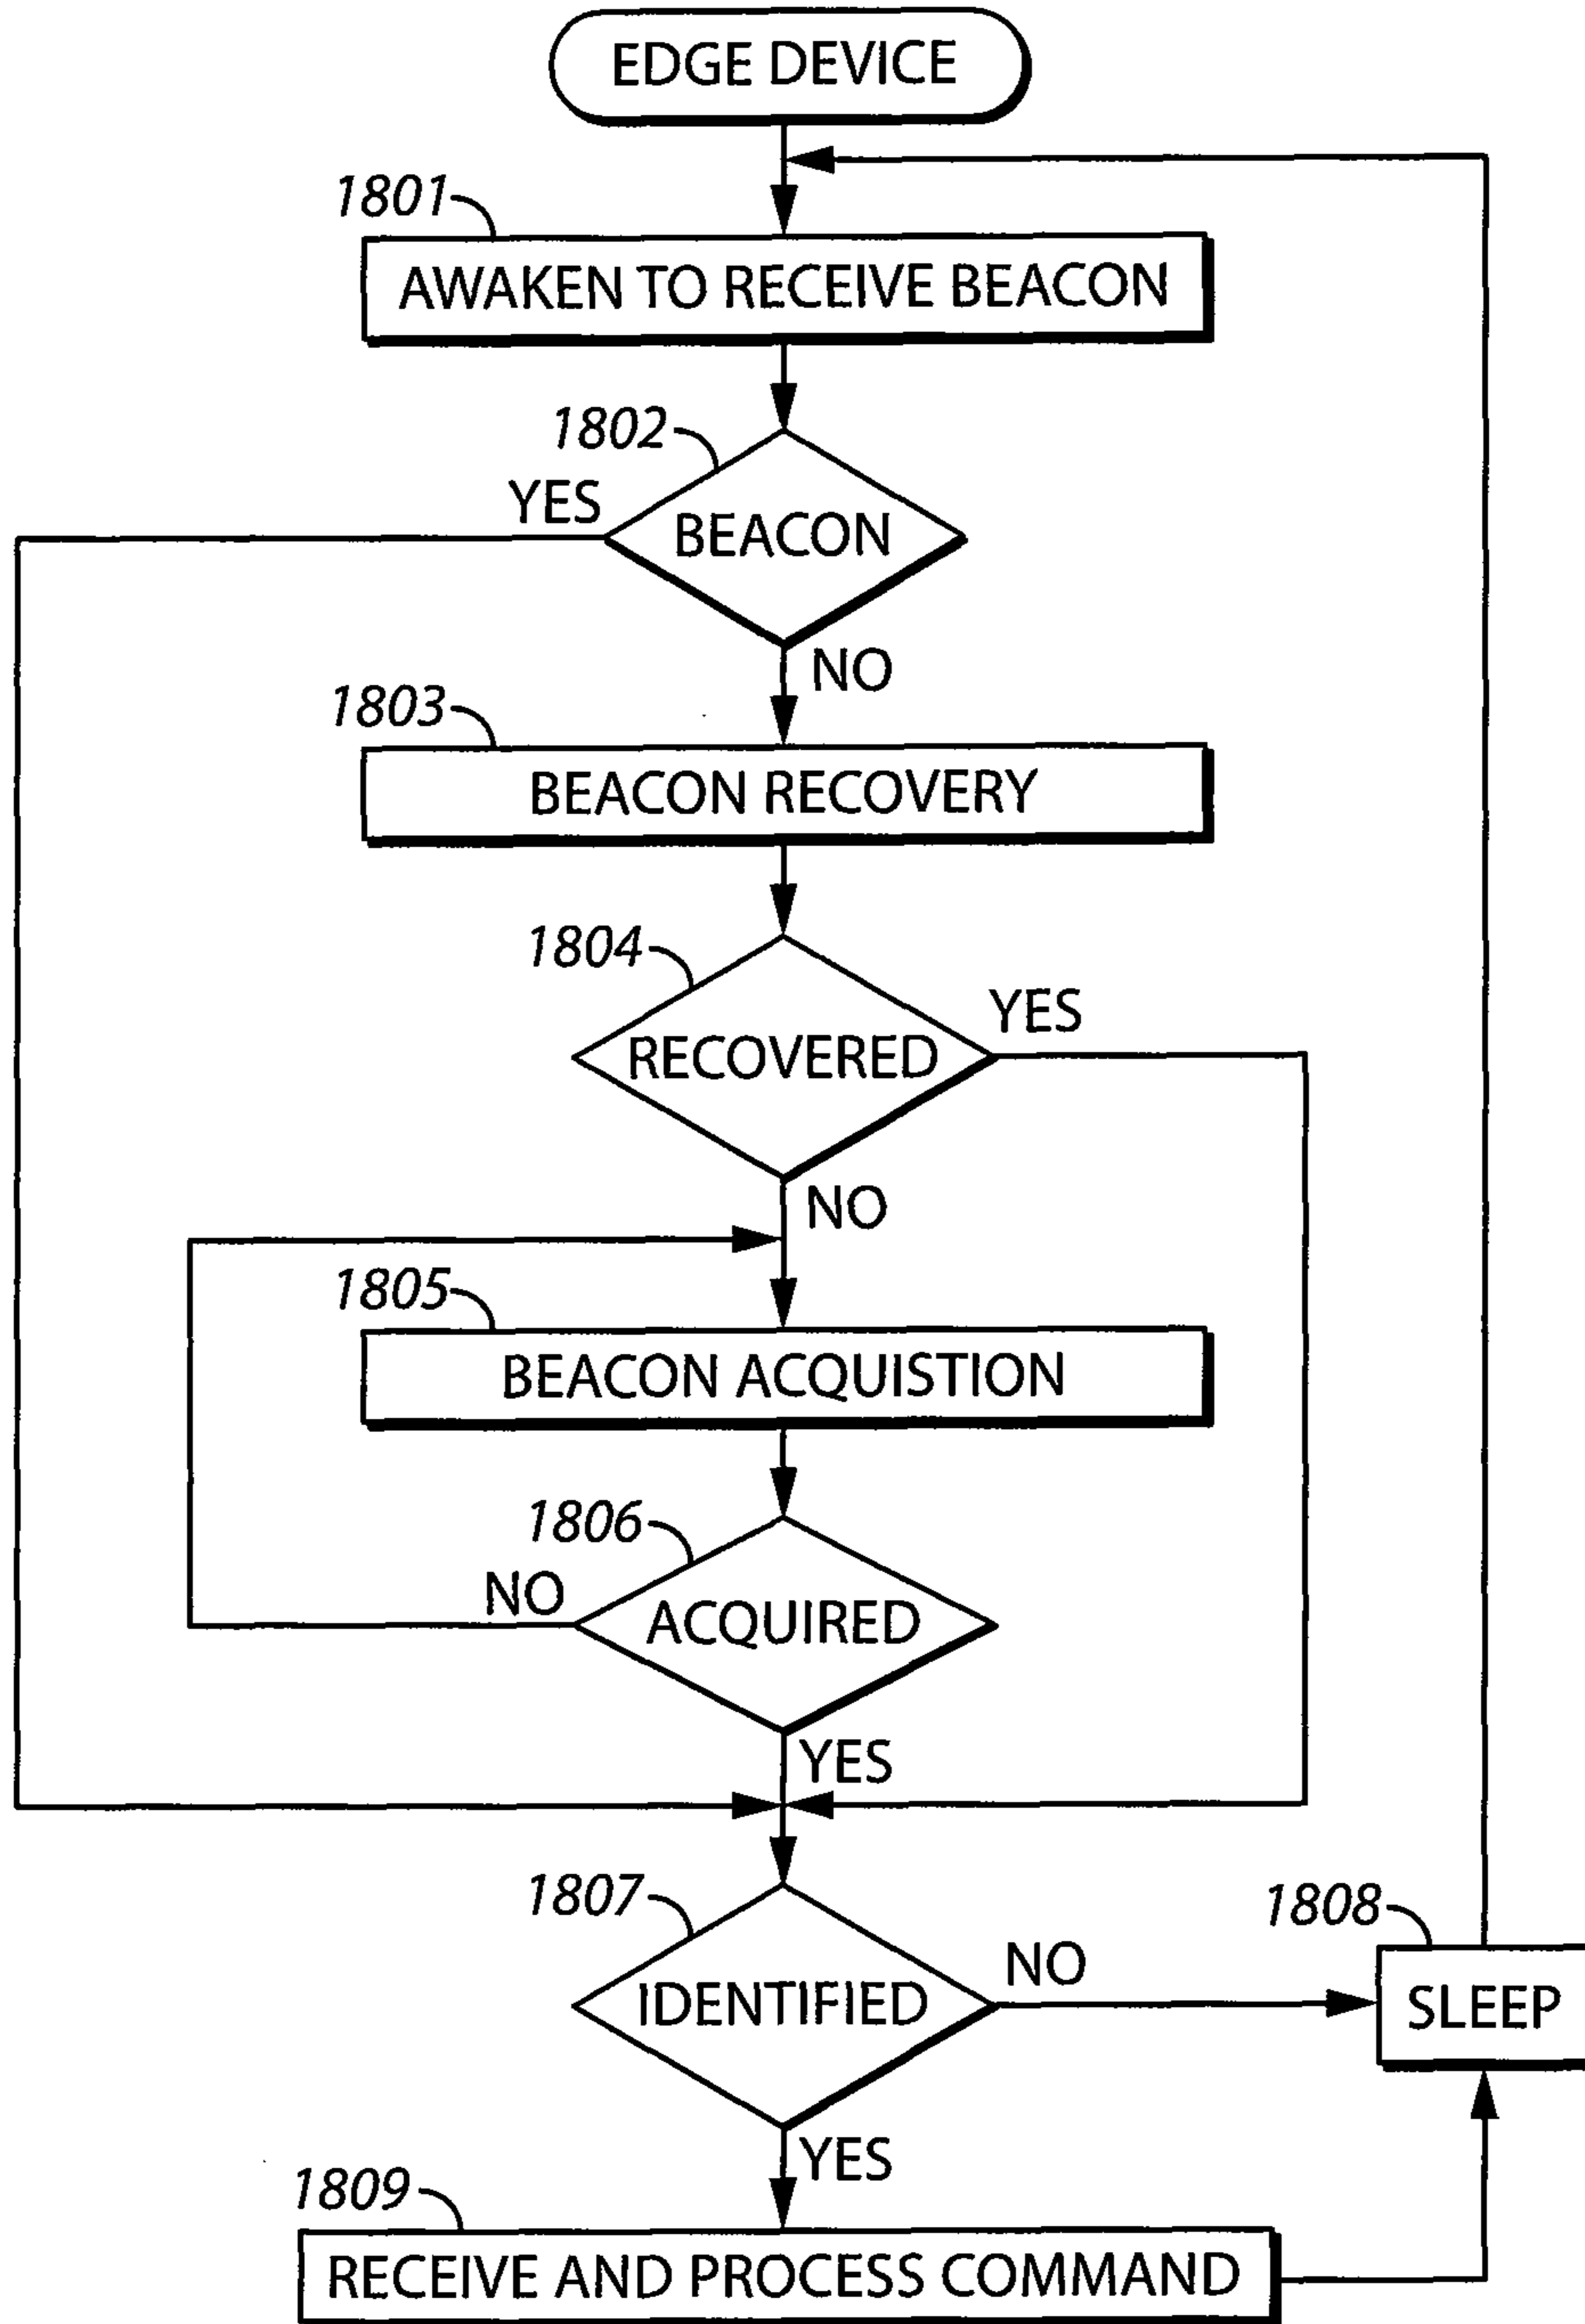 EDGE DEVICE
1801
AWAKEN TO RECEIVE BEACON
1802
YES
BEACON
NO
1803
BEACON RECOVERY
1804
YES
RECOVERED
NO
1805
BEACON ACQUISTION
1806
NO
ACQUIRED
YES
1807
1808
NO
IDENTIFIED
SLEEP
YES
1809
RECEIVE AND PROCESS COMMAND